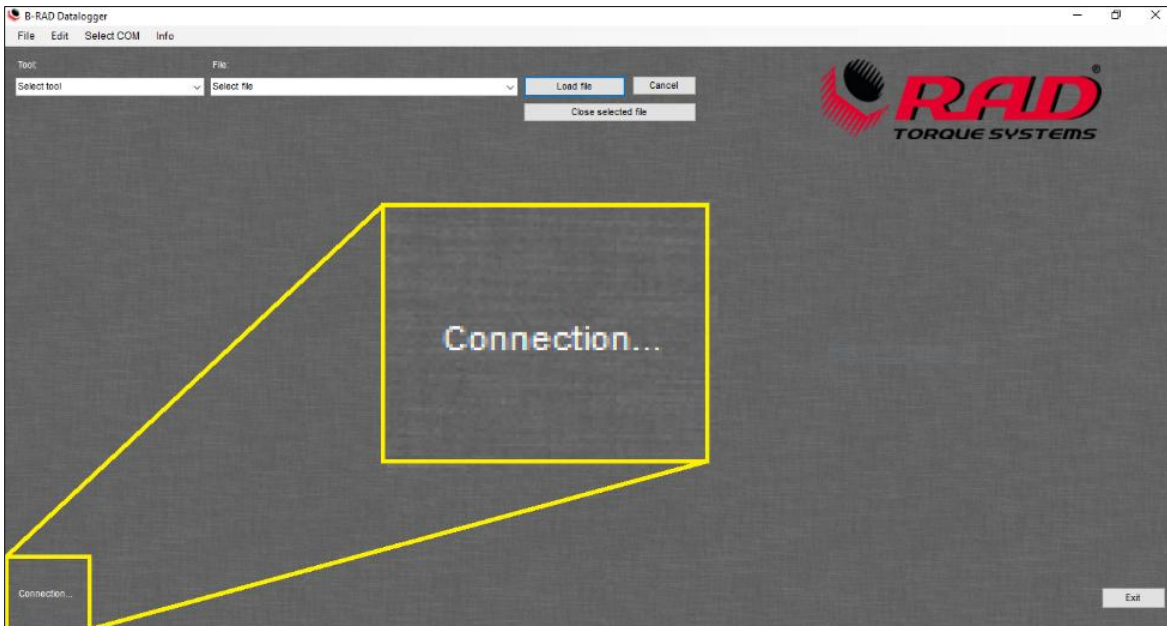 B-RAD Datalogger
File Edit Select COM Info
Tool: File:
Select tool Select file Load file Cancel
Close selected file
RAD®
TORQUE SYSTEMS
Connection...
Connection...
Exit